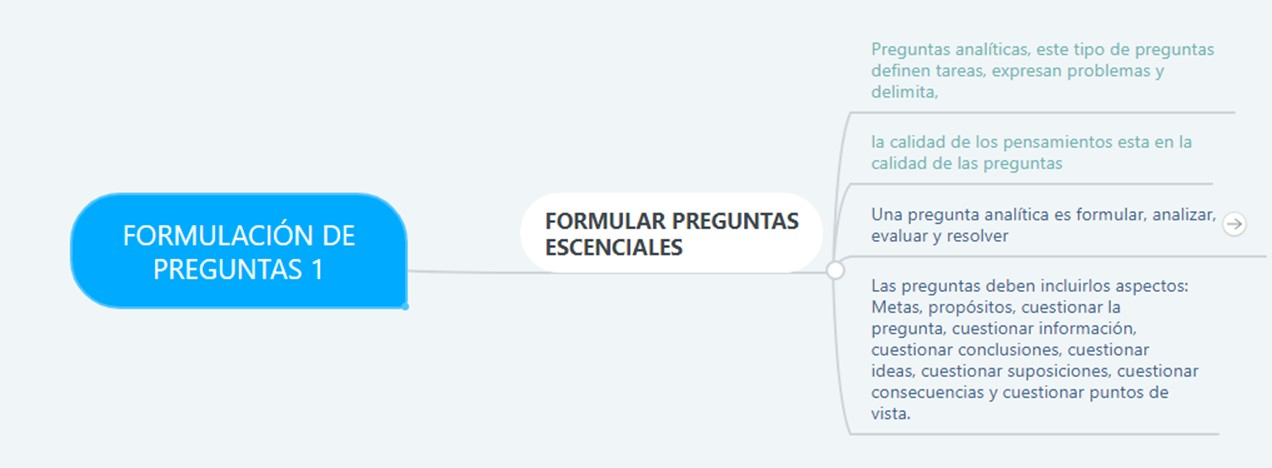 FORMULACIÓN DE
PREGUNTAS 1
FORMULAR PREGUNTAS
ESCENCIALES
Preguntas analíticas, este tipo de preguntas
definen tareas, expresan problemas y
delimita,
la calidad de los pensamientos esta en la
calidad de las preguntas
Una pregunta analítica es formular, analizar,
evaluar y resolver
Las preguntas deben incluirlos aspectos:
Metas, propósitos, cuestionar la
pregunta, cuestionar información,
cuestionar conclusiones, cuestionar
ideas, cuestionar suposiciones, cuestionar
consecuencias y cuestionar puntos de
vista.